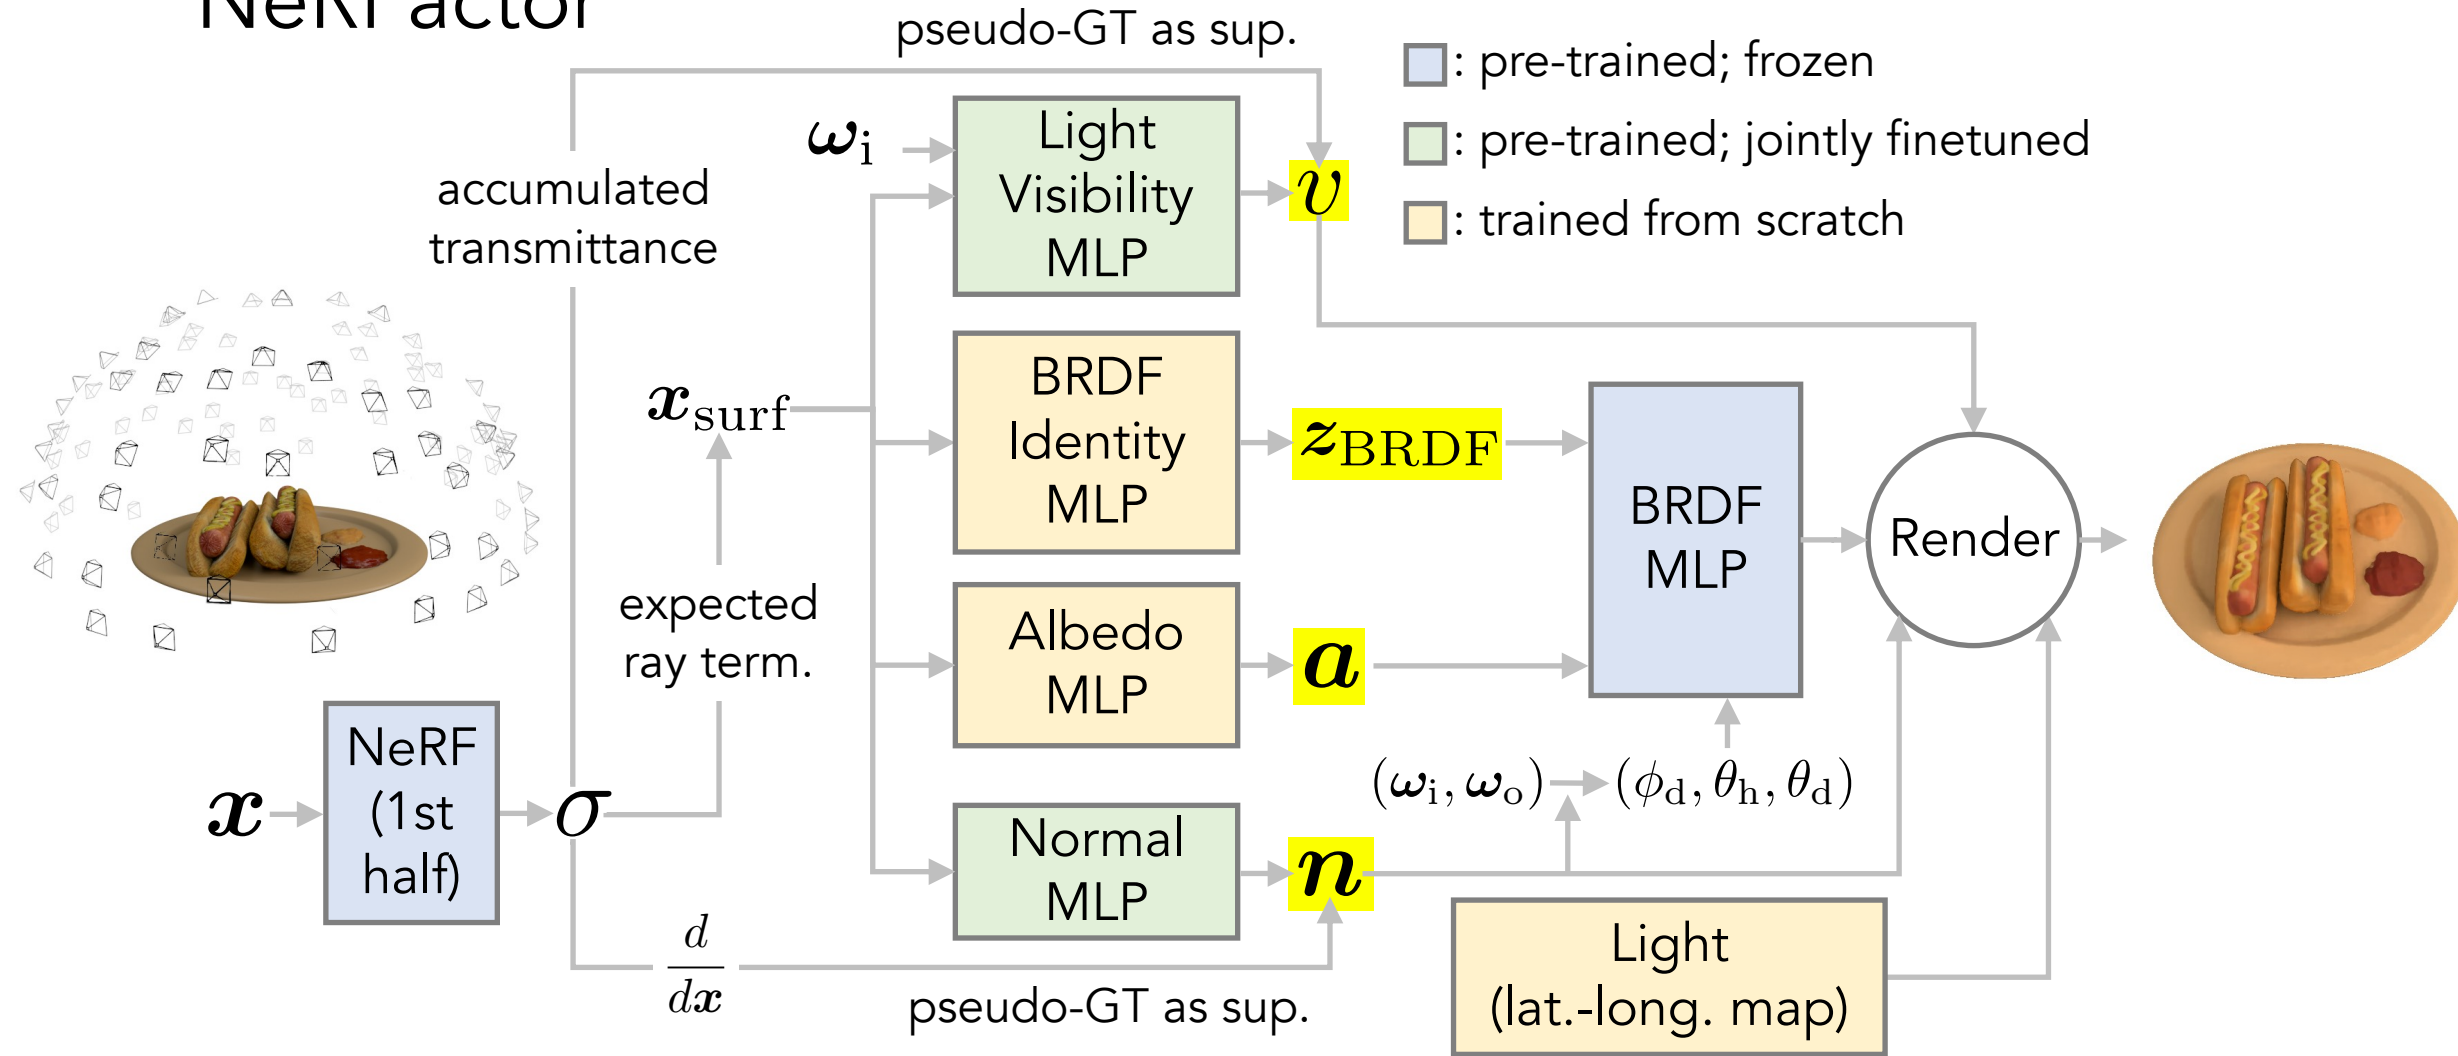 NeRFactor
pseudo-GT as sup.
: pre-trained; frozen
: pre-trained; jointly finetuned
: trained from scratch
accumulated
transmittance
ωi
Light
Visibility
MLP
v
xsurf
BRDF
Identity
MLP
zBRDF
BRDF
MLP
Render
expected
ray term.
Albedo
MLP
a
x
NeRF
(1st
half)
σ
(ωi, ωo)
(ϕd, θh, θd)
Normal
MLP
n
d
dx
pseudo-GT as sup.
Light
(lat.-long. map)